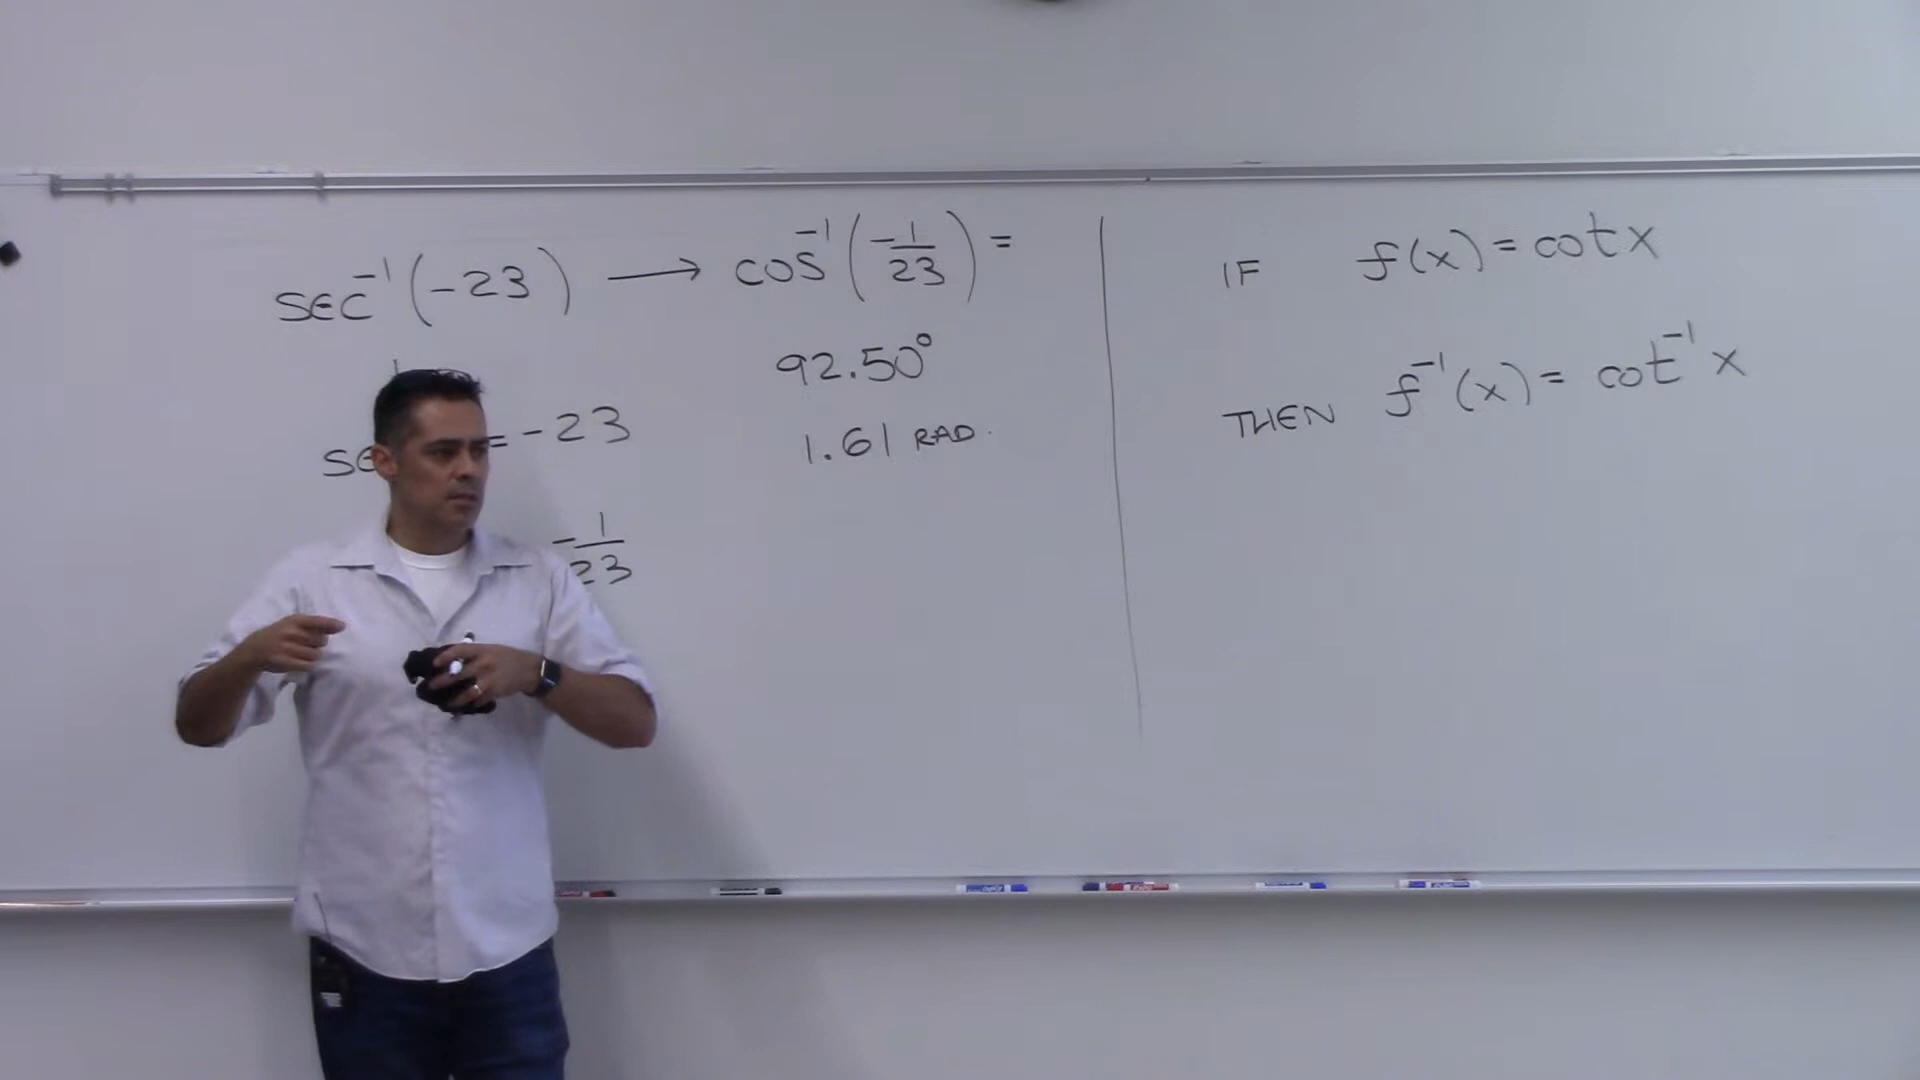 sec⁻¹(-23) → cos⁻¹(-1/23) =
92.50°
= -23
1.61 RAD.
-1/23
IF f(x) = cot x
THEN f⁻¹(x) = cot⁻¹ x